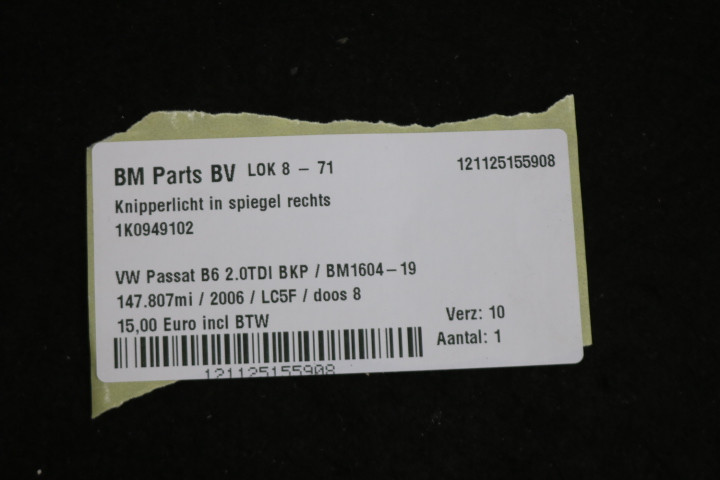 BM Parts BV LOK 8 - 71
121125155908
Knipperlicht in spiegel rechts
1K0949102
VW Passat B6 2.0TDI BKP / BM1604-19
147.807mi / 2006 / LC5F / doos 8
15,00 Euro incl BTW
Verz: 10
Aantal: 1
121125155908